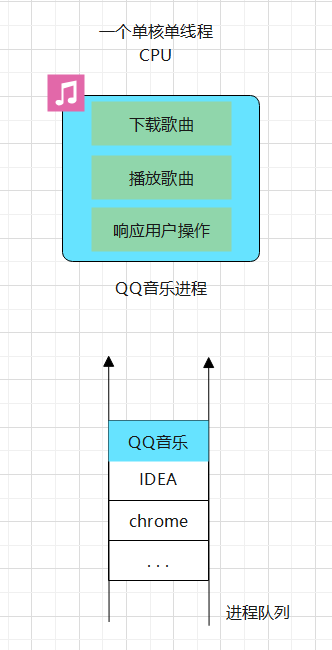 一个单核单线程
CPU
下载歌曲
播放歌曲
响应用户操作
QQ音乐进程
QQ音乐
IDEA
chrome
...
进程队列